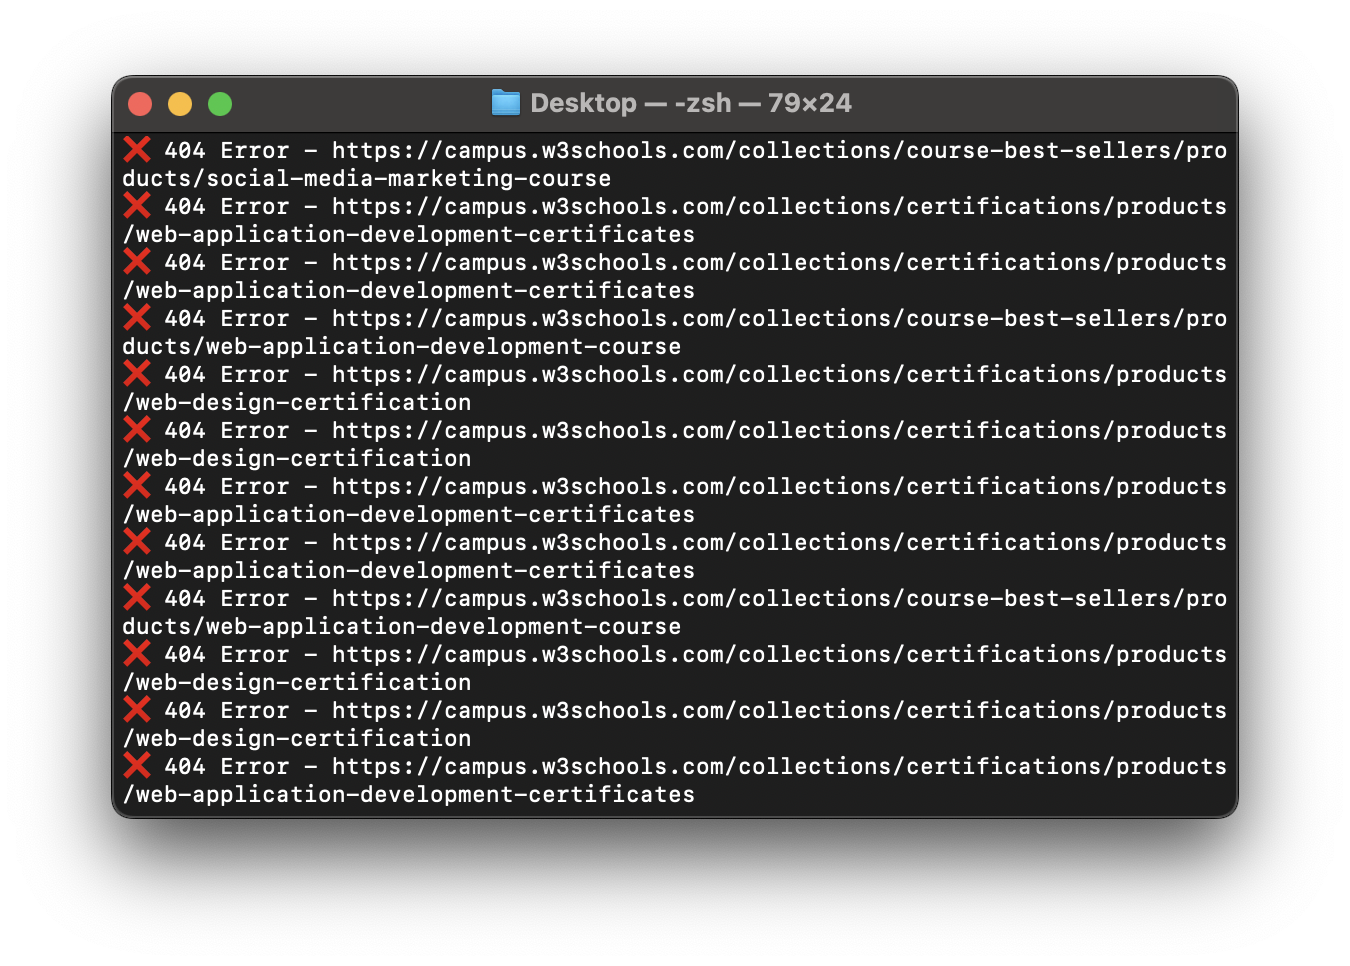 Desktop — -zsh — 79×24
❌ 404 Error - https://campus.w3schools.com/collections/course-best-sellers/pro
ducts/social-media-marketing-course
❌ 404 Error - https://campus.w3schools.com/collections/certifications/products
/web-application-development-certificates
❌ 404 Error - https://campus.w3schools.com/collections/certifications/products
/web-application-development-certificates
❌ 404 Error - https://campus.w3schools.com/collections/course-best-sellers/pro
ducts/web-application-development-course
❌ 404 Error - https://campus.w3schools.com/collections/certifications/products
/web-design-certification
❌ 404 Error - https://campus.w3schools.com/collections/certifications/products
/web-design-certification
❌ 404 Error - https://campus.w3schools.com/collections/certifications/products
/web-application-development-certificates
❌ 404 Error - https://campus.w3schools.com/collections/certifications/products
/web-application-development-certificates
❌ 404 Error - https://campus.w3schools.com/collections/course-best-sellers/pro
ducts/web-application-development-course
❌ 404 Error - https://campus.w3schools.com/collections/certifications/products
/web-design-certification
❌ 404 Error - https://campus.w3schools.com/collections/certifications/products
/web-design-certification
❌ 404 Error - https://campus.w3schools.com/collections/certifications/products
/web-application-development-certificates